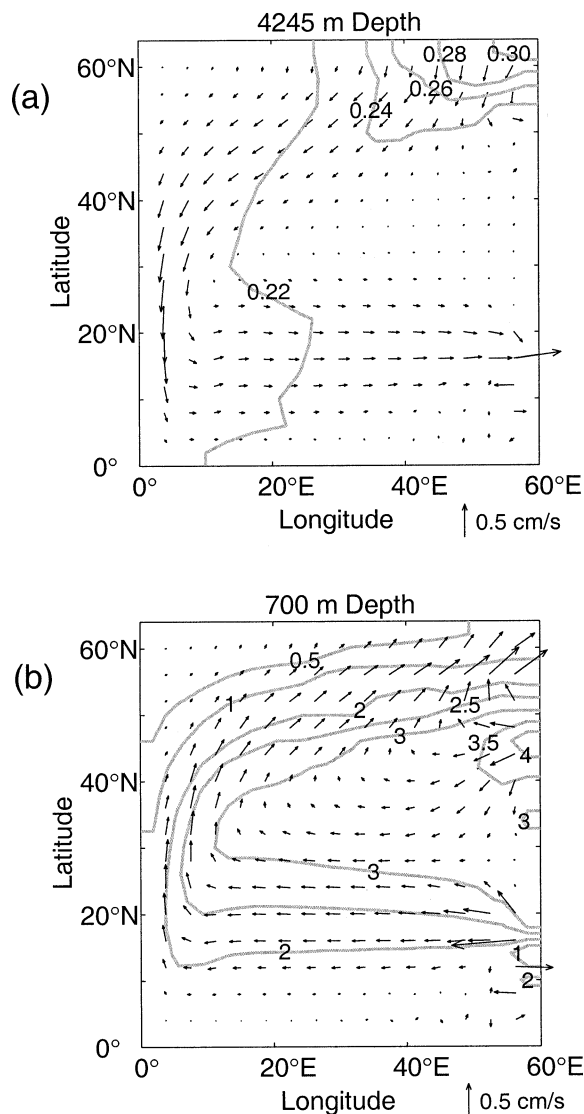 4245 m Depth
(a)
60°N
40°N
20°N
0°
Latitude
0.28
0.30
0.26
0.24
0.22
0°
20°E
40°E
60°E
Longitude
0.5 cm/s
700 m Depth
(b)
60°N
40°N
20°N
0°
Latitude
0.5
1
2
2.5
3
3.5
4
3
3
2
1
2
0°
20°E
40°E
60°E
Longitude
0.5 cm/s